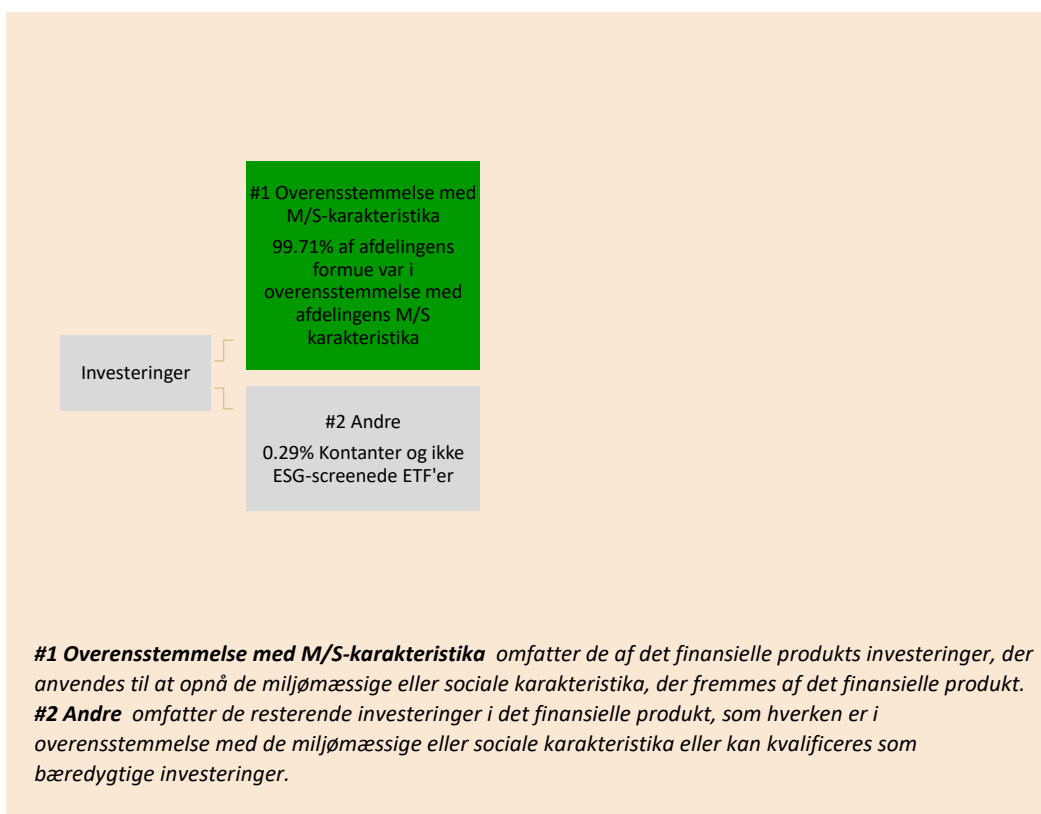 #1 Overensstemmelse med
M/S-karakteristika
99.71% af afdelingens
formue var i
overensstemmelse med
afdelingens M/S
karakteristika
Investeringer
#2 Andre
0.29% Kontanter og ikke
ESG-screenede ETF'er
#1 Overensstemmelse med M/S-karakteristika omfatter de af det finansielle produkts investeringer, der
anvendes til at opnå de miljømæssige eller sociale karakteristika, der fremmes af det finansielle produkt.
#2 Andre omfatter de resterende investeringer i det finansielle produkt, som hverken er i
overensstemmelse med de miljømæssige eller sociale karakteristika eller kan kvalificeres som
bæredygtige investeringer.